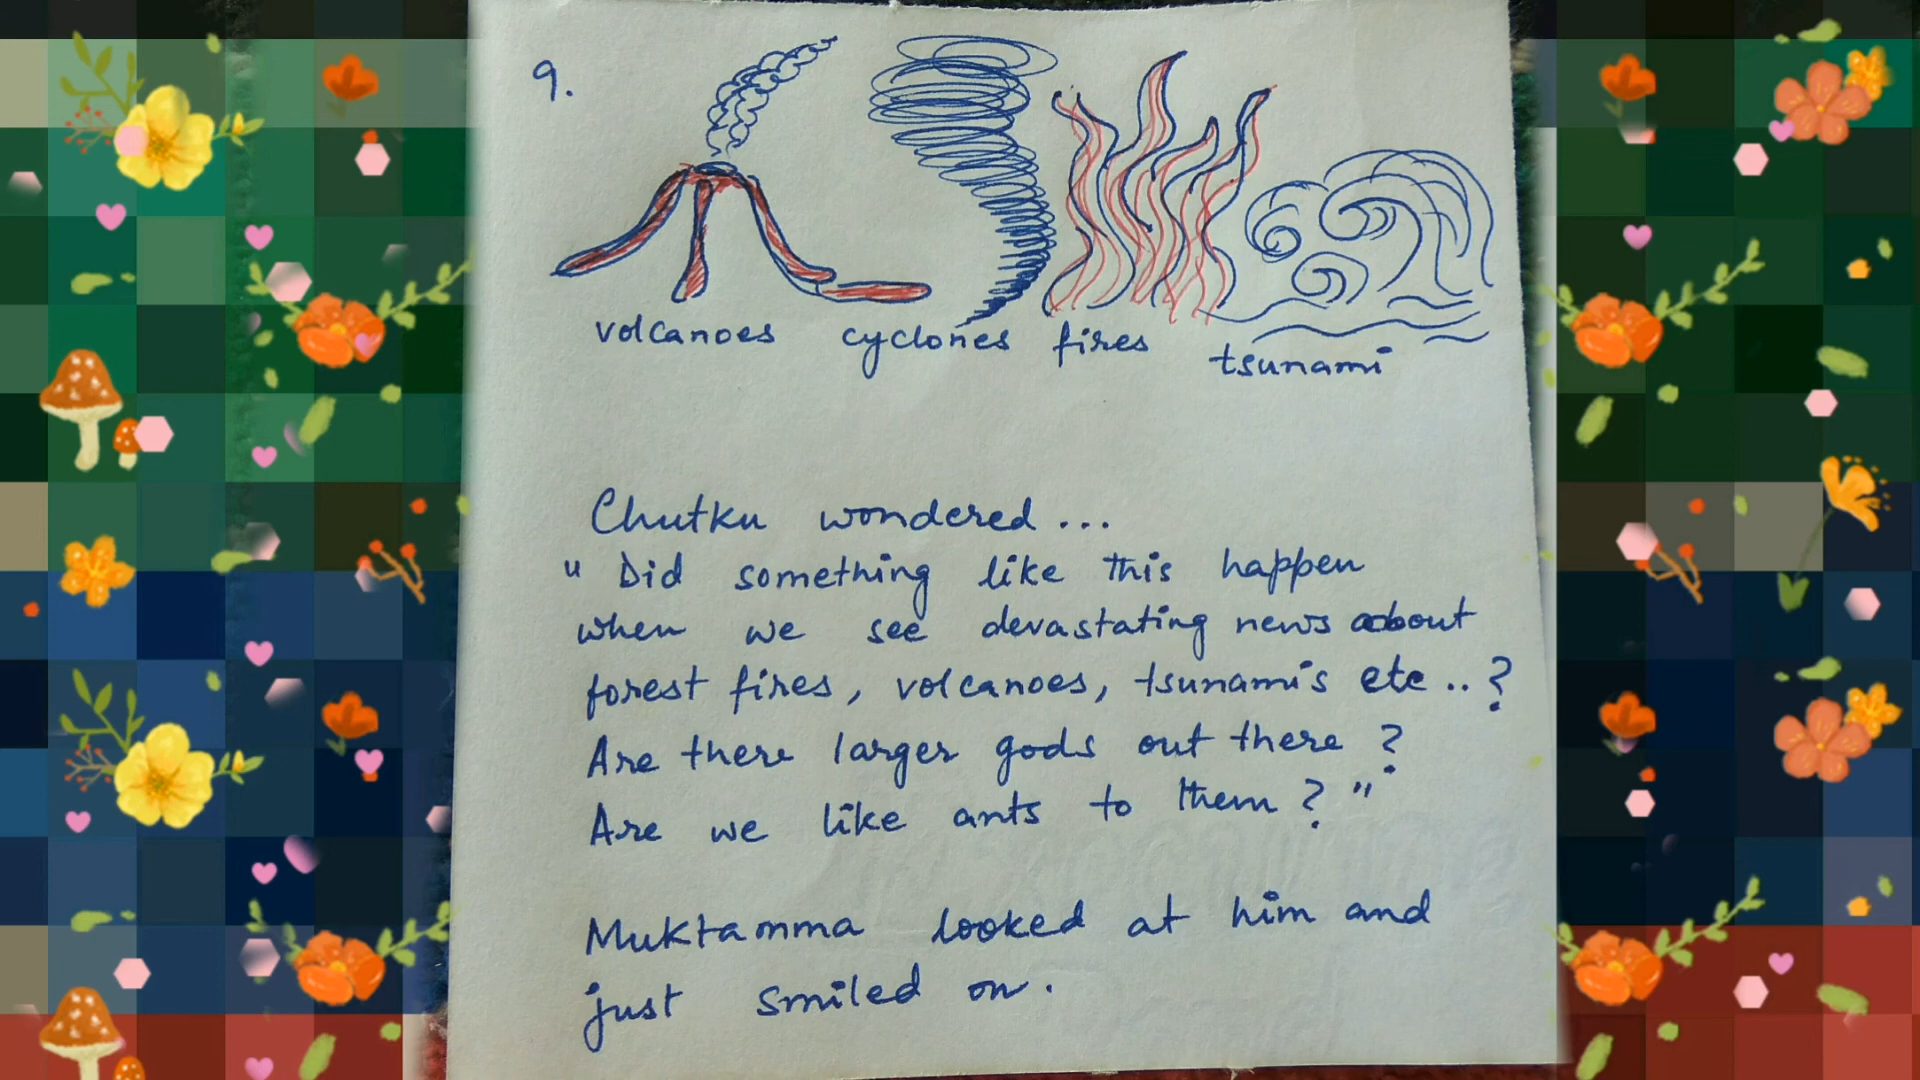 9.
volcanoes cyclones fires tsunami
Chutku wondered...
"Did something like this happen
when we see devastating news about
forest fires, volcanoes, tsunamis etc..?
Are there larger gods out there?
Are we like ants to them?"
Muktamma looked at him and
just smiled on.